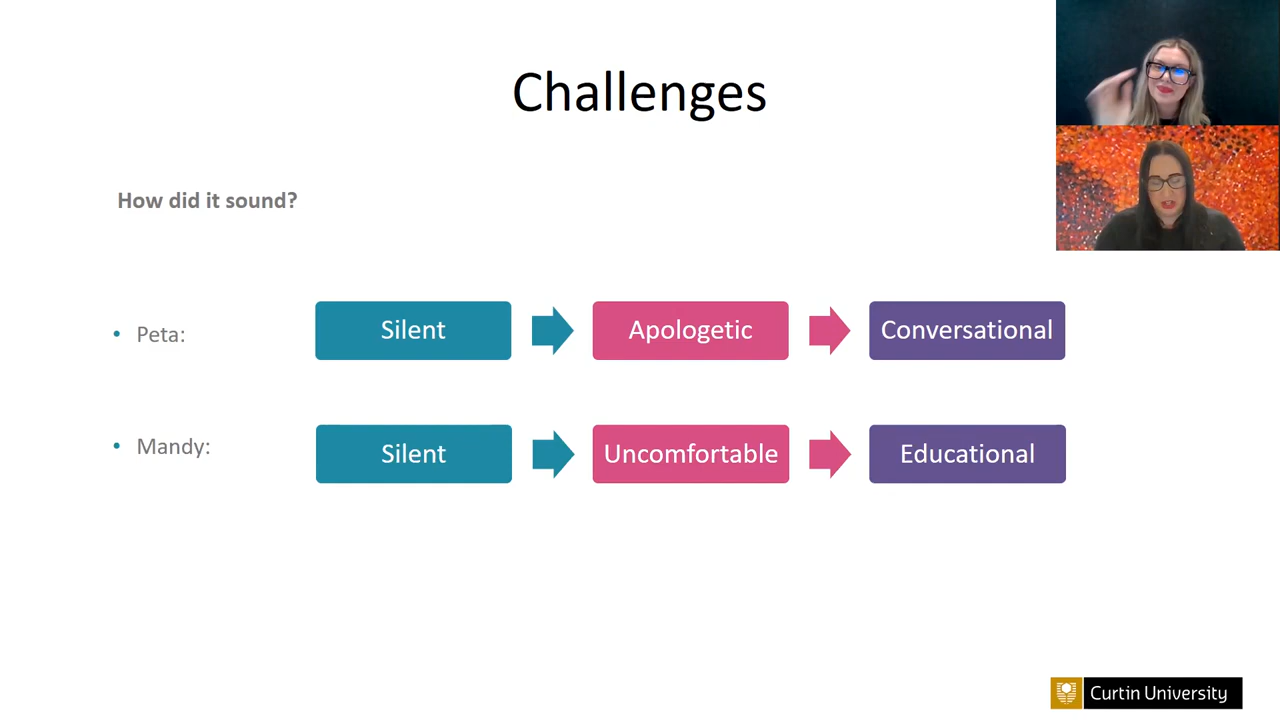 Challenges
How did it sound?
• Peta: Silent Apologetic Conversational
• Mandy: Silent Uncomfortable Educational
Curtin University